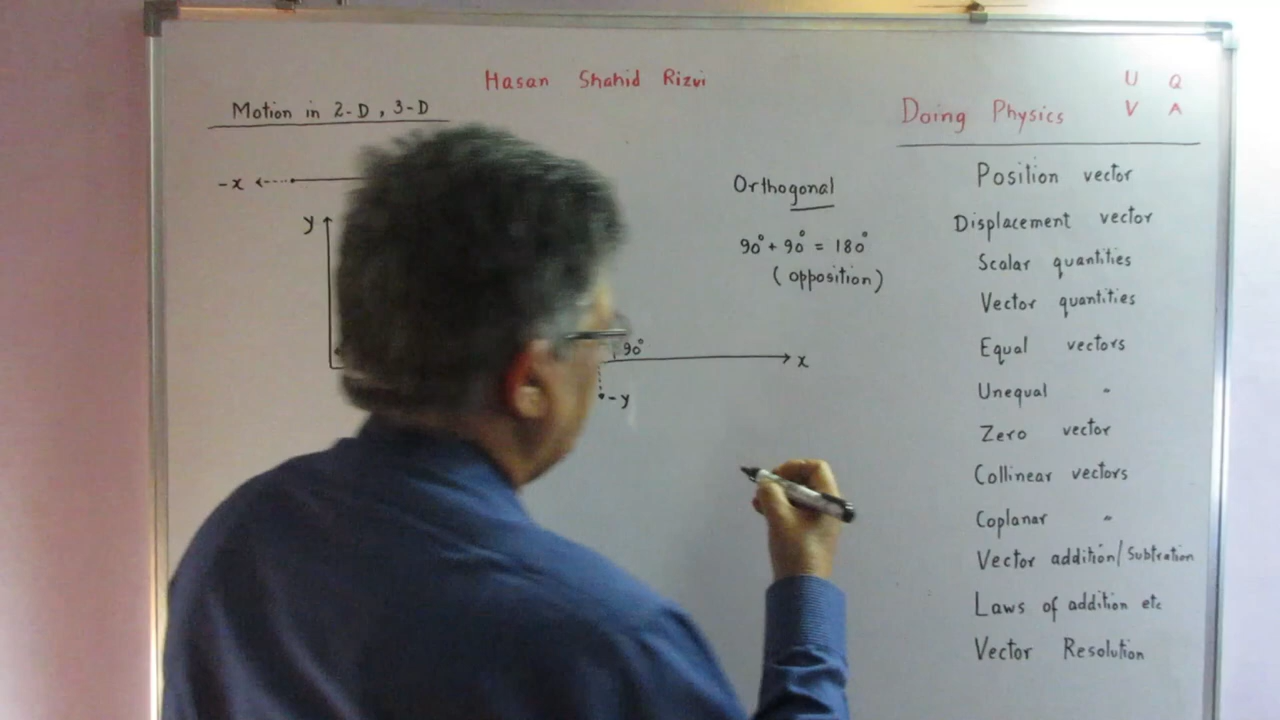 Hasan Shahid Rizvi
Motion in 2-D, 3-D
-x
y
90°
x
-y
Orthogonal
90° + 90° = 180°
(opposition)
U Q
Doing Physics V A
Position vector
Displacement vector
Scalar quantities
Vector quantities
Equal vectors
Unequal "
Zero vector
Collinear vectors
Coplanar "
Vector addition/Subtration
Laws of addition etc
Vector Resolution